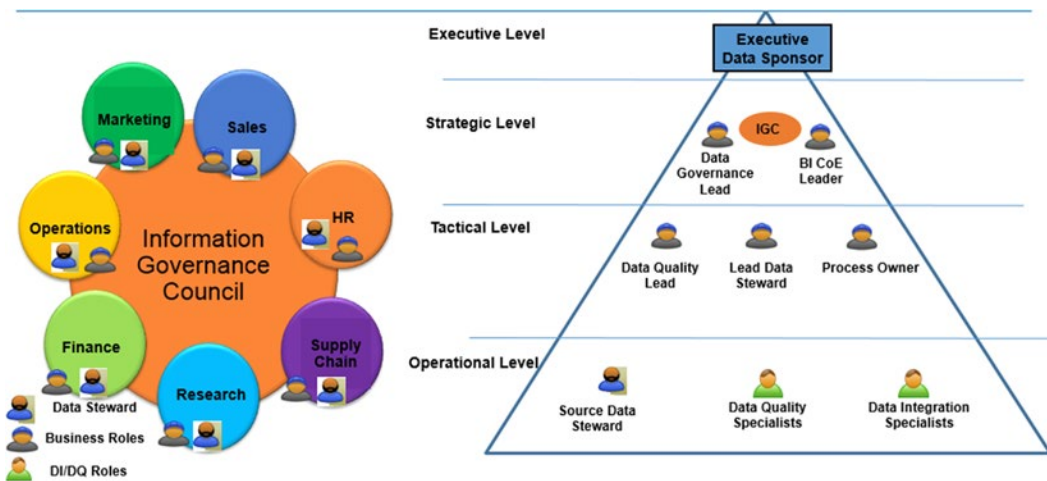 Marketing
Sales
Operations
HR
Information
Governance
Council
Finance
Supply
Chain
Research
Data Steward
Business Roles
DI/DQ Roles
Executive Level
Executive
Data Sponsor
Strategic Level
IGC
Data
Governance
Lead
BI CoE
Leader
Tactical Level
Data Quality
Lead
Lead Data
Steward
Process Owner
Operational Level
Source Data
Steward
Data Quality
Specialists
Data Integration
Specialists